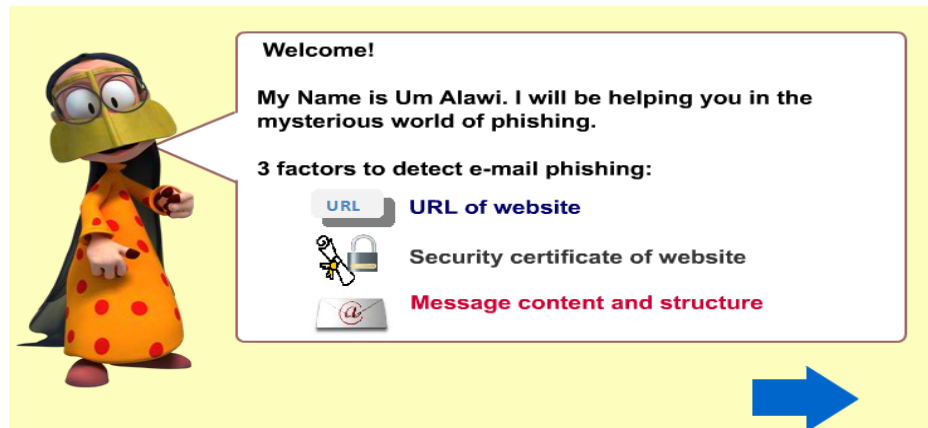 Welcome!
My Name is Um Alawi. I will be helping you in the
mysterious world of phishing.
3 factors to detect e-mail phishing:
URL URL of website
Security certificate of website
@ Message content and structure